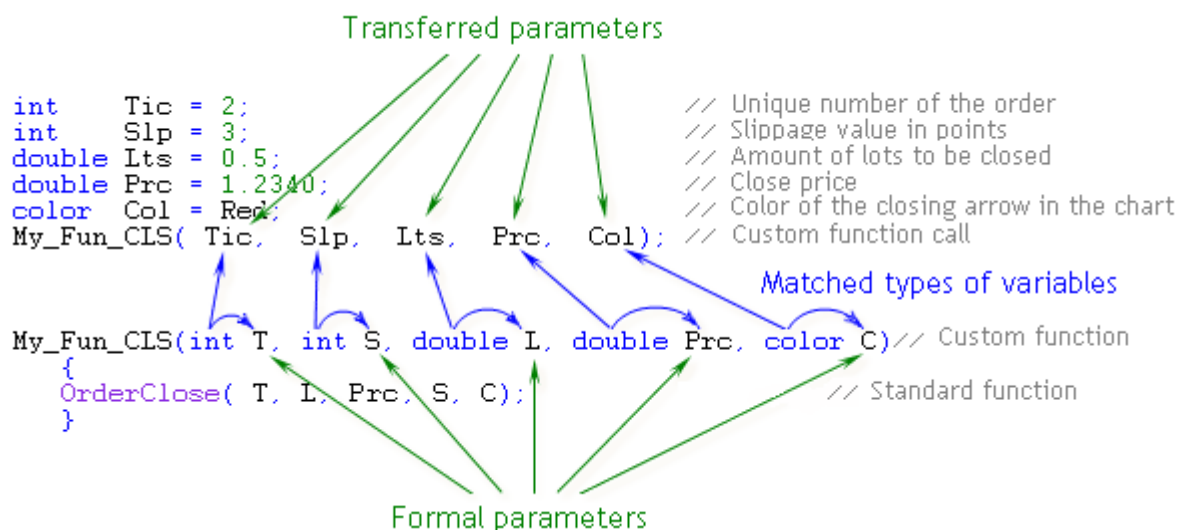 Transferred parameters
int    Tic = 2;    // Unique number of the order
int    Slp = 3;    // Slippage value in points
double Lts = 0.5;    // Amount of lots to be closed
double Prc = 1.2340;    // Close price
color  Col = Red;    // Color of the closing arrow in the chart
My_Fun_CLS( Tic,  Slp,  Lts,  Prc,  Col);    // Custom function call
Matched types of variables
My_Fun_CLS(int T, int S, double L, double Prc, color C)// Custom function
{
OrderClose( T, L, Prc, S, C);    // Standard function
}
Formal parameters